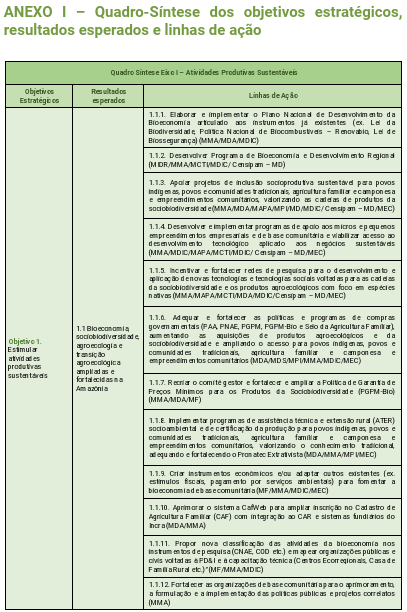 ANEXO I – Quadro-Síntese dos objetivos estratégicos,
resultados esperados e linhas de ação
Quadro Síntese Eixo I – Atividades Produtivas Sustentáveis
Objetivos
Estratégicos
Resultados
esperados
Linhas de Ação
Objetivo 1.
Estimular
atividades
produtivas
sustentáveis
1.1 Bioeconomia,
sociobiodiversidade,
agroecologia e
transição
agroecológica
ampliadas e
fortalecidas na
Amazônia
1.1.1. Elaborar e implementar o Plano Nacional de Desenvolvimento da
Bioeconomia articulado aos instrumentos já existentes (ex. Lei da
Biodiversidade, Política Nacional de Biocombustíveis – Renovabio, Lei de
Biossegurança) (MMA/MDA/MDIC)
1.1.2. Desenvolver Programa de Bioeconomia e Desenvolvimento Regional
(MIDR/MMA/MCTI/MDIC/ Censipam – MD)
1.1.3. Apoiar projetos de inclusão socioprodutiva sustentável para povos
indígenas, povos e comunidades tradicionais, agricultura familiar e camponesa
e empreendimentos comunitários, valorizando as cadeias de produtos da
sociobiodiversidade (MMA/MDA/MAPA/MPI/MD/MDIC/ Censipam – MD/MEC)
1.1.4. Desenvolver e implementar programas de apoio aos micros e pequenos
empreendimentos empresariais e de base comunitária e viabilizar acesso ao
desenvolvimento tecnológico aplicado aos negócios sustentáveis
(MMA/MDIC/MAPA/MCTI/MDA/MDIC/ Censipam – MD/MEC)
1.1.5. Incentivar e fortalecer redes de pesquisa para o desenvolvimento e
aplicação de novas tecnologias e tecnologias sociais voltadas para as cadeias
da sociobiodiversidade e os produtos agroecológicos com foco em espécies
nativas (MMA/MAPA/MCTI/MDA/MDIC/Censipam – MD/MEC)
1.1.6. Adequar e fortalecer as políticas e programas de compras
governamentais (PAA, PNAE, PGPM, PGPM-Bio e Selo da Agricultura Familiar),
aumentando as aquisições de produtos agroecológicos e da
sociobiodiversidade e ampliando o acesso para povos indígenas, povos e
comunidades tradicionais, agricultura familiar e camponesa e
empreendimentos comunitários (MDA/MDS/MPI/MMA/MDIC/MEC)
1.1.7. Recriar o comitê gestor e fortalecer e ampliar a Política de Garantia de
Preços Mínimos para os Produtos da Sociobiodiversidade (PGPM-Bio)
(MMA/MDA/MF)
1.1.8. Implementar programas de assistência técnica e extensão rural (ATER)
socioambiental e de certificação da produção para povos indígenas, povos e
comunidades tradicionais, agricultura familiar e camponesa e
empreendimentos comunitários, valorizando o conhecimento tradicional,
adequando e fortalecendo o Pronatec Extrativista (MDA/MMA/MPI/MEC)
1.1.9. Criar instrumentos econômicos e/ou adaptar outros existentes (ex.
estímulos fiscais, pagamento por serviços ambientais) para fomentar a
bioeconomia de base comunitária (MF/MMA/MDIC/MEC)
1.1.10. Aprimorar o sistema CafWeb para ampliar inscrição no Cadastro de
Agricultura Familiar (CAF) com integração ao CAR e sistemas fundiários do
Incra (MDA/MMA)
1.1.11. Propor nova classificação das atividades da bioeconomia nos
instrumentos de pesquisa (CNAE, COD etc.) e mapear organizações públicas e
civis voltadas à PD&I e a capacitação técnica (Centros Ecorregionais, Casa de
Família Rural etc.)"(MF/MMA/MDIC)
1.1.12. Fortalecer as organizações de base comunitária para o aprimoramento,
a formulação e a implementação das políticas públicas e projetos correlatos
(MMA)